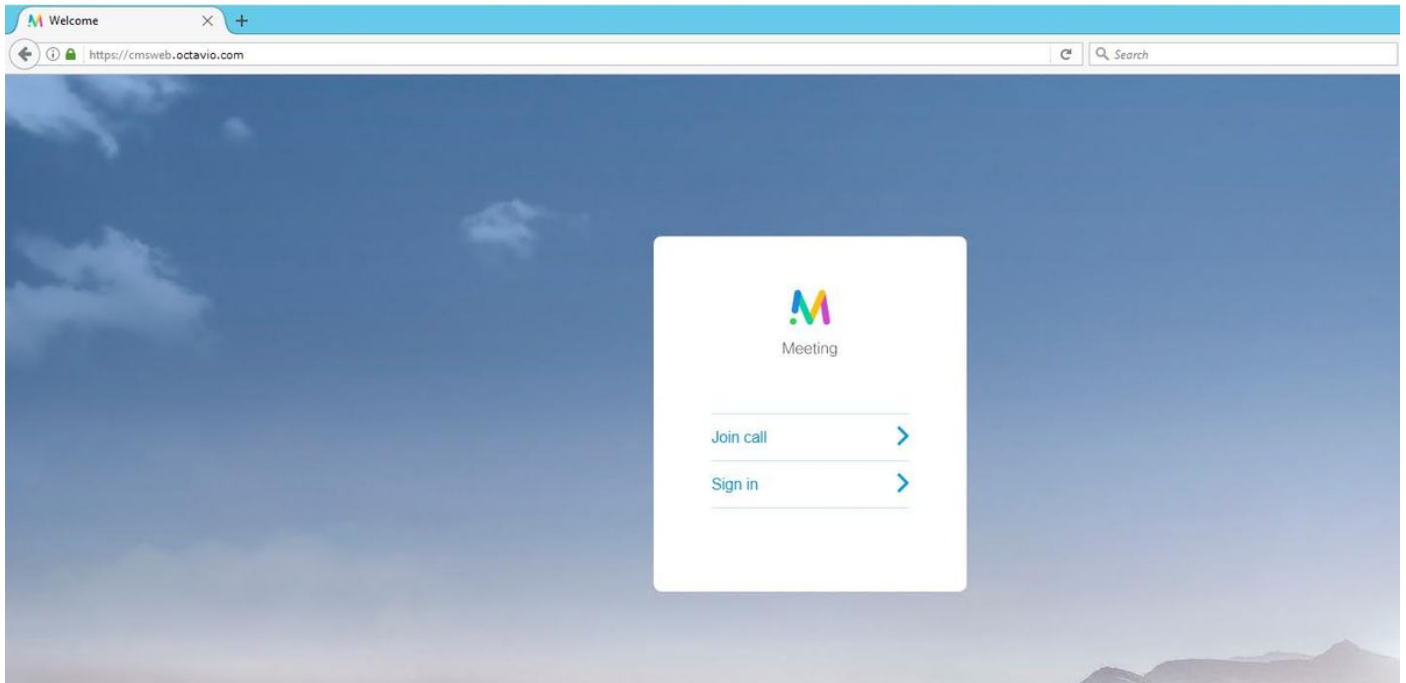 Welcome
https://cmsweb.octavio.com
Search
Meeting
Join call
Sign in